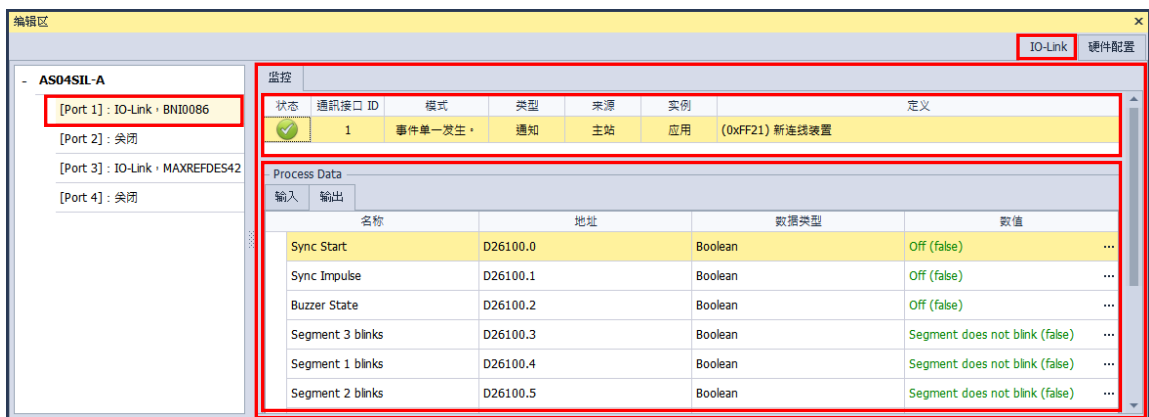 编辑区
IO-Link 硬件配置
- AS04SIL-A
[Port 1] : IO-Link,BNI0086
[Port 2] : 关闭
[Port 3] : IO-Link,MAXREFDES42
[Port 4] : 关闭
监控
状态 通訊接口 ID 模式 类型 来源 实例 定义
1 事件单一发生。 通知 主站 应用 (0xFF21) 新连线装置
Process Data
输入 输出
名称 地址 数据类型 数值
Sync Start D26100.0 Boolean Off (false) ...
Sync Impulse D26100.1 Boolean Off (false) ...
Buzzer State D26100.2 Boolean Off (false) ...
Segment 3 blinks D26100.3 Boolean Segment does not blink (false) ...
Segment 1 blinks D26100.4 Boolean Segment does not blink (false) ...
Segment 2 blinks D26100.5 Boolean Segment does not blink (false) ...